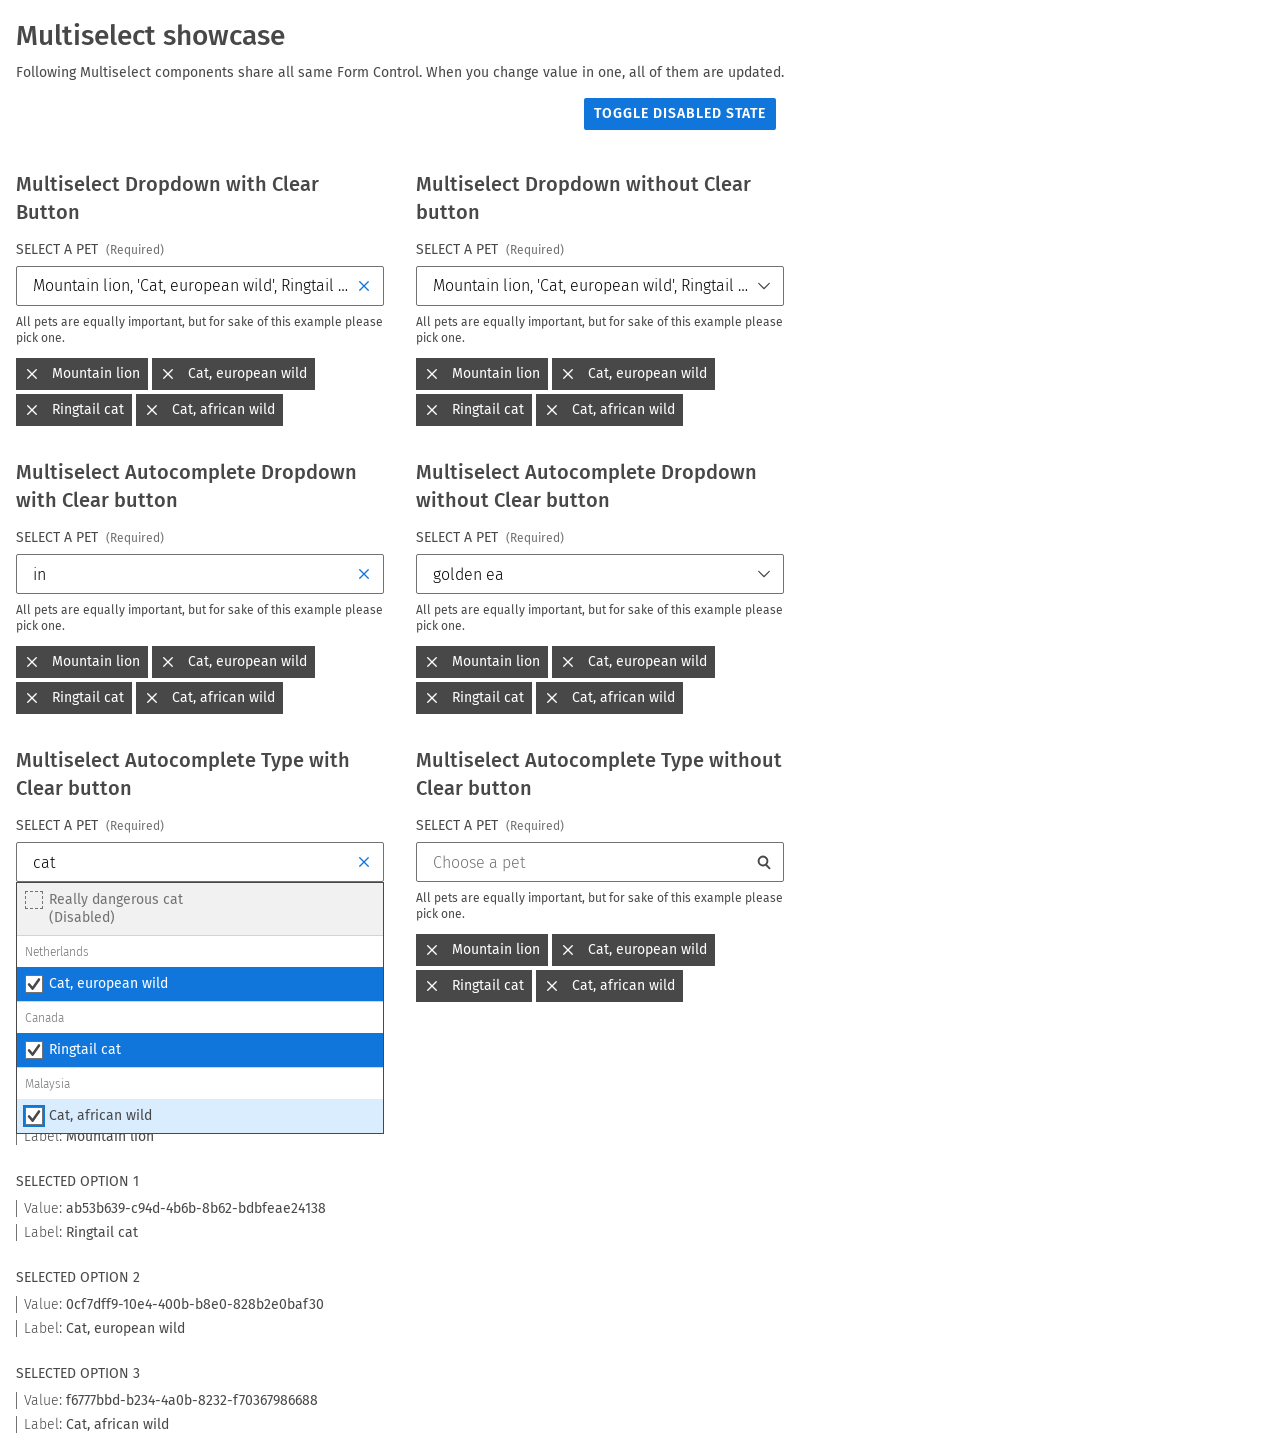 Multiselect showcase
Following Multiselect components share all same Form Control. When you change value in one, all of them are updated.
TOGGLE DISABLED STATE
Multiselect Dropdown with Clear
Button
SELECT A PET (Required)
Mountain lion, 'Cat, european wild', Ringtail ...
All pets are equally important, but for sake of this example please
pick one.
Mountain lion
Cat, european wild
Ringtail cat
Cat, african wild
Multiselect Dropdown without Clear
button
SELECT A PET (Required)
Mountain lion, 'Cat, european wild', Ringtail ...
All pets are equally important, but for sake of this example please
pick one.
Mountain lion
Cat, european wild
Ringtail cat
Cat, african wild
Multiselect Autocomplete Dropdown
with Clear button
SELECT A PET (Required)
in
All pets are equally important, but for sake of this example please
pick one.
Mountain lion
Cat, european wild
Ringtail cat
Cat, african wild
Multiselect Autocomplete Dropdown
without Clear button
SELECT A PET (Required)
golden ea
All pets are equally important, but for sake of this example please
pick one.
Mountain lion
Cat, european wild
Ringtail cat
Cat, african wild
Multiselect Autocomplete Type with
Clear button
SELECT A PET (Required)
cat
Really dangerous cat
(Disabled)
Netherlands
Cat, european wild
Canada
Ringtail cat
Malaysia
Cat, african wild
Multiselect Autocomplete Type without
Clear button
SELECT A PET (Required)
Choose a pet
All pets are equally important, but for sake of this example please
pick one.
Mountain lion
Cat, european wild
Ringtail cat
Cat, african wild
Label: Mountain lion
SELECTED OPTION 1
Value: ab53b639-c94d-4b6b-8b62-bdbfeae24138
Label: Ringtail cat
SELECTED OPTION 2
Value: 0cf7dff9-10e4-400b-b8e0-828b2e0baf30
Label: Cat, european wild
SELECTED OPTION 3
Value: f6777bbd-b234-4a0b-8232-f70367986688
Label: Cat, african wild